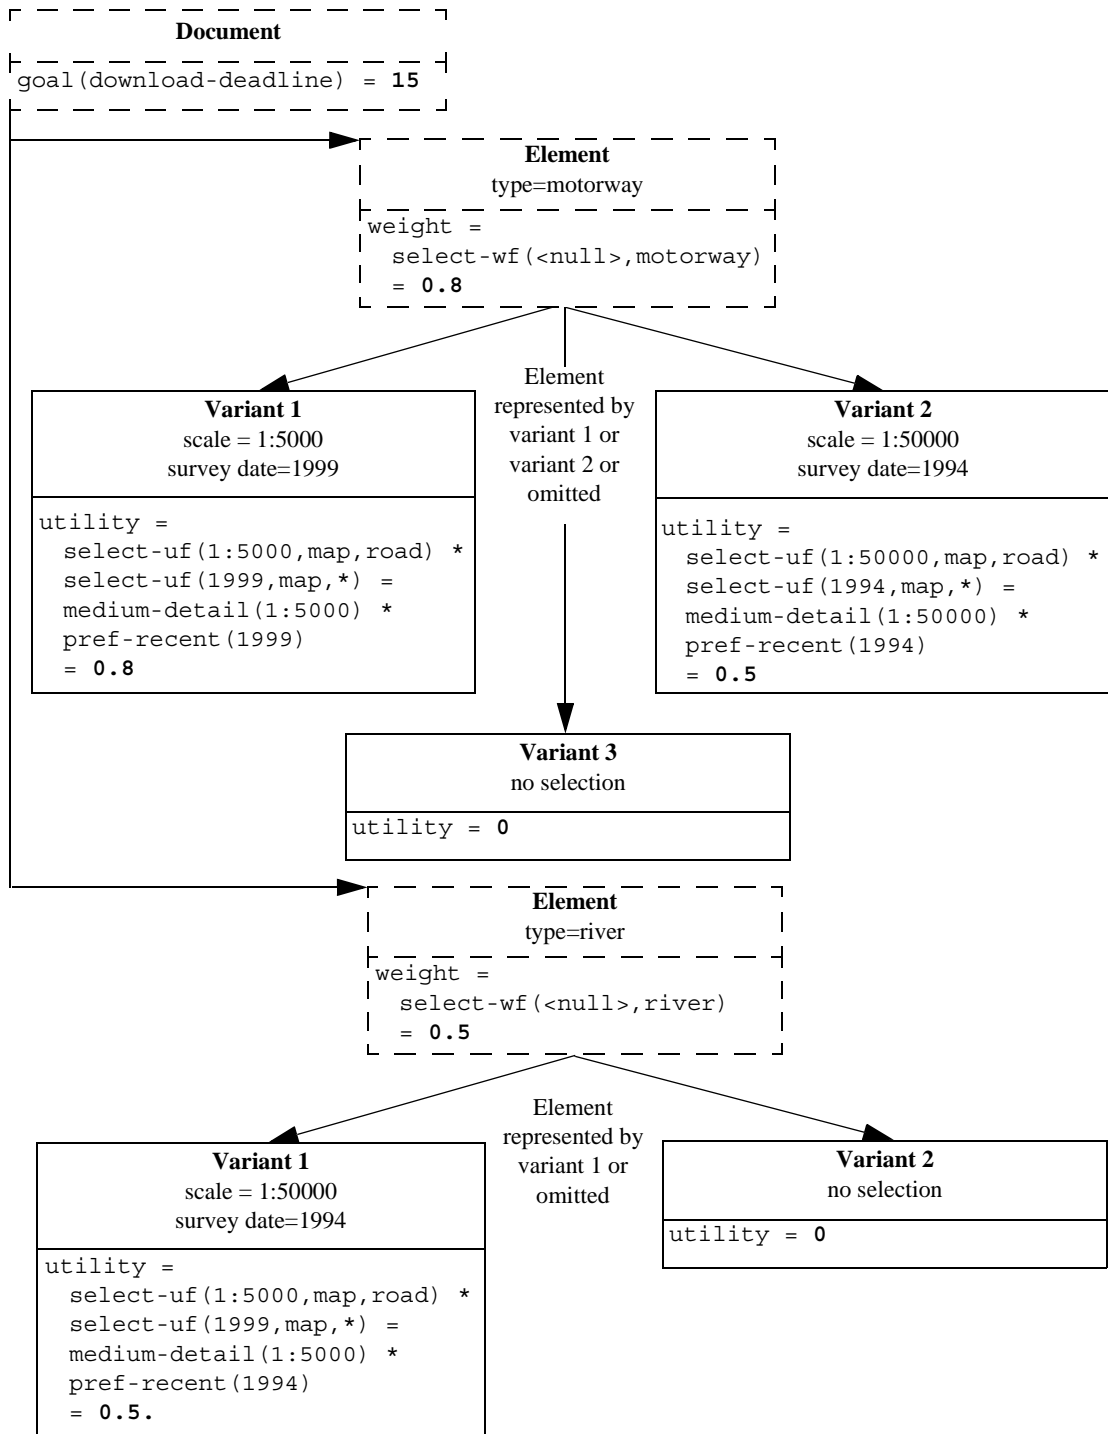 Document
goal(download-deadline) = 15
Element
type=motorway
weight =
select-wf(<null>,motorway)
= 0.8
Element
represented by
variant 1 or
variant 2 or
omitted
Variant 1
scale = 1:5000
survey date=1999
utility =
select-uf(1:5000,map,road) *
select-uf(1999,map,*) =
medium-detail(1:5000) *
pref-recent(1999)
= 0.8
Variant 2
scale = 1:50000
survey date=1994
utility =
select-uf(1:50000,map,road) *
select-uf(1994,map,*) =
medium-detail(1:50000) *
pref-recent(1994)
= 0.5
Variant 3
no selection
utility = 0
Element
type=river
weight =
select-wf(<null>,river)
= 0.5
Element
represented by
variant 1 or
omitted
Variant 1
scale = 1:50000
survey date=1994
utility =
select-uf(1:5000,map,road) *
select-uf(1999,map,*) =
medium-detail(1:5000) *
pref-recent(1994)
= 0.5.
Variant 2
no selection
utility = 0